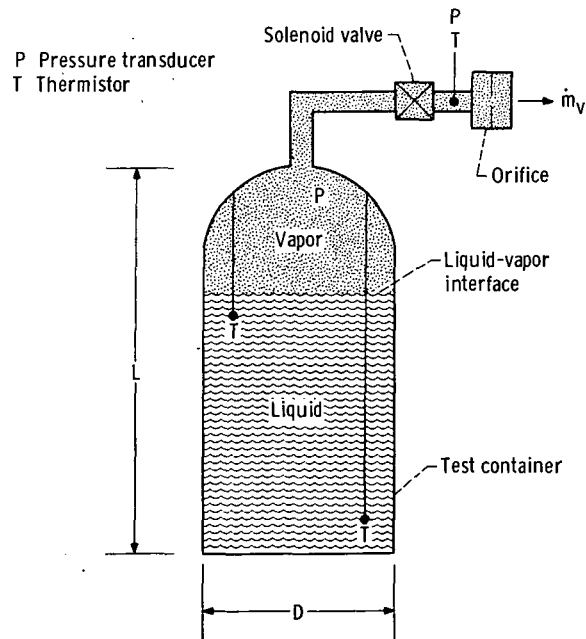 P Pressure transducer
T Thermistor
Solenoid valve
P
T
ṁV
Orifice
P
Vapor
Liquid-vapor
interface
T
L
Liquid
Test container
T
D